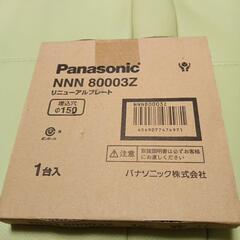 Panasonic
NNN 80003Z
リニューアルプレート
埋込穴
Φ150
NNN80003Z
1台入
注意
パナソニック株式会社